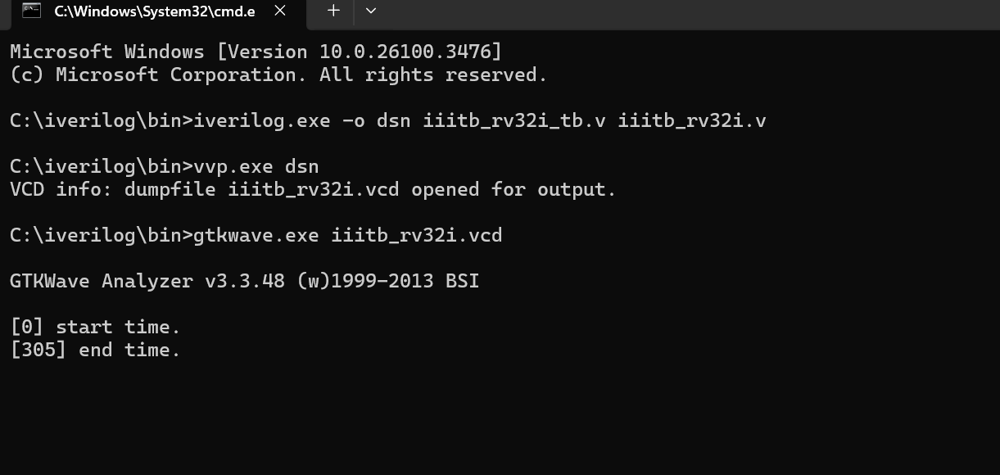 C:\Windows\System32\cmd.e
Microsoft Windows [Version 10.0.26100.3476]
(c) Microsoft Corporation. All rights reserved.
C:\iverilog\bin>iverilog.exe -o dsn iiitb_rv32i_tb.v iiitb_rv32i.v
C:\iverilog\bin>vvp.exe dsn
VCD info: dumpfile iiitb_rv32i.vcd opened for output.
C:\iverilog\bin>gtkwave.exe iiitb_rv32i.vcd
GTKWave Analyzer v3.3.48 (w)1999-2013 BSI
[0] start time.
[305] end time.